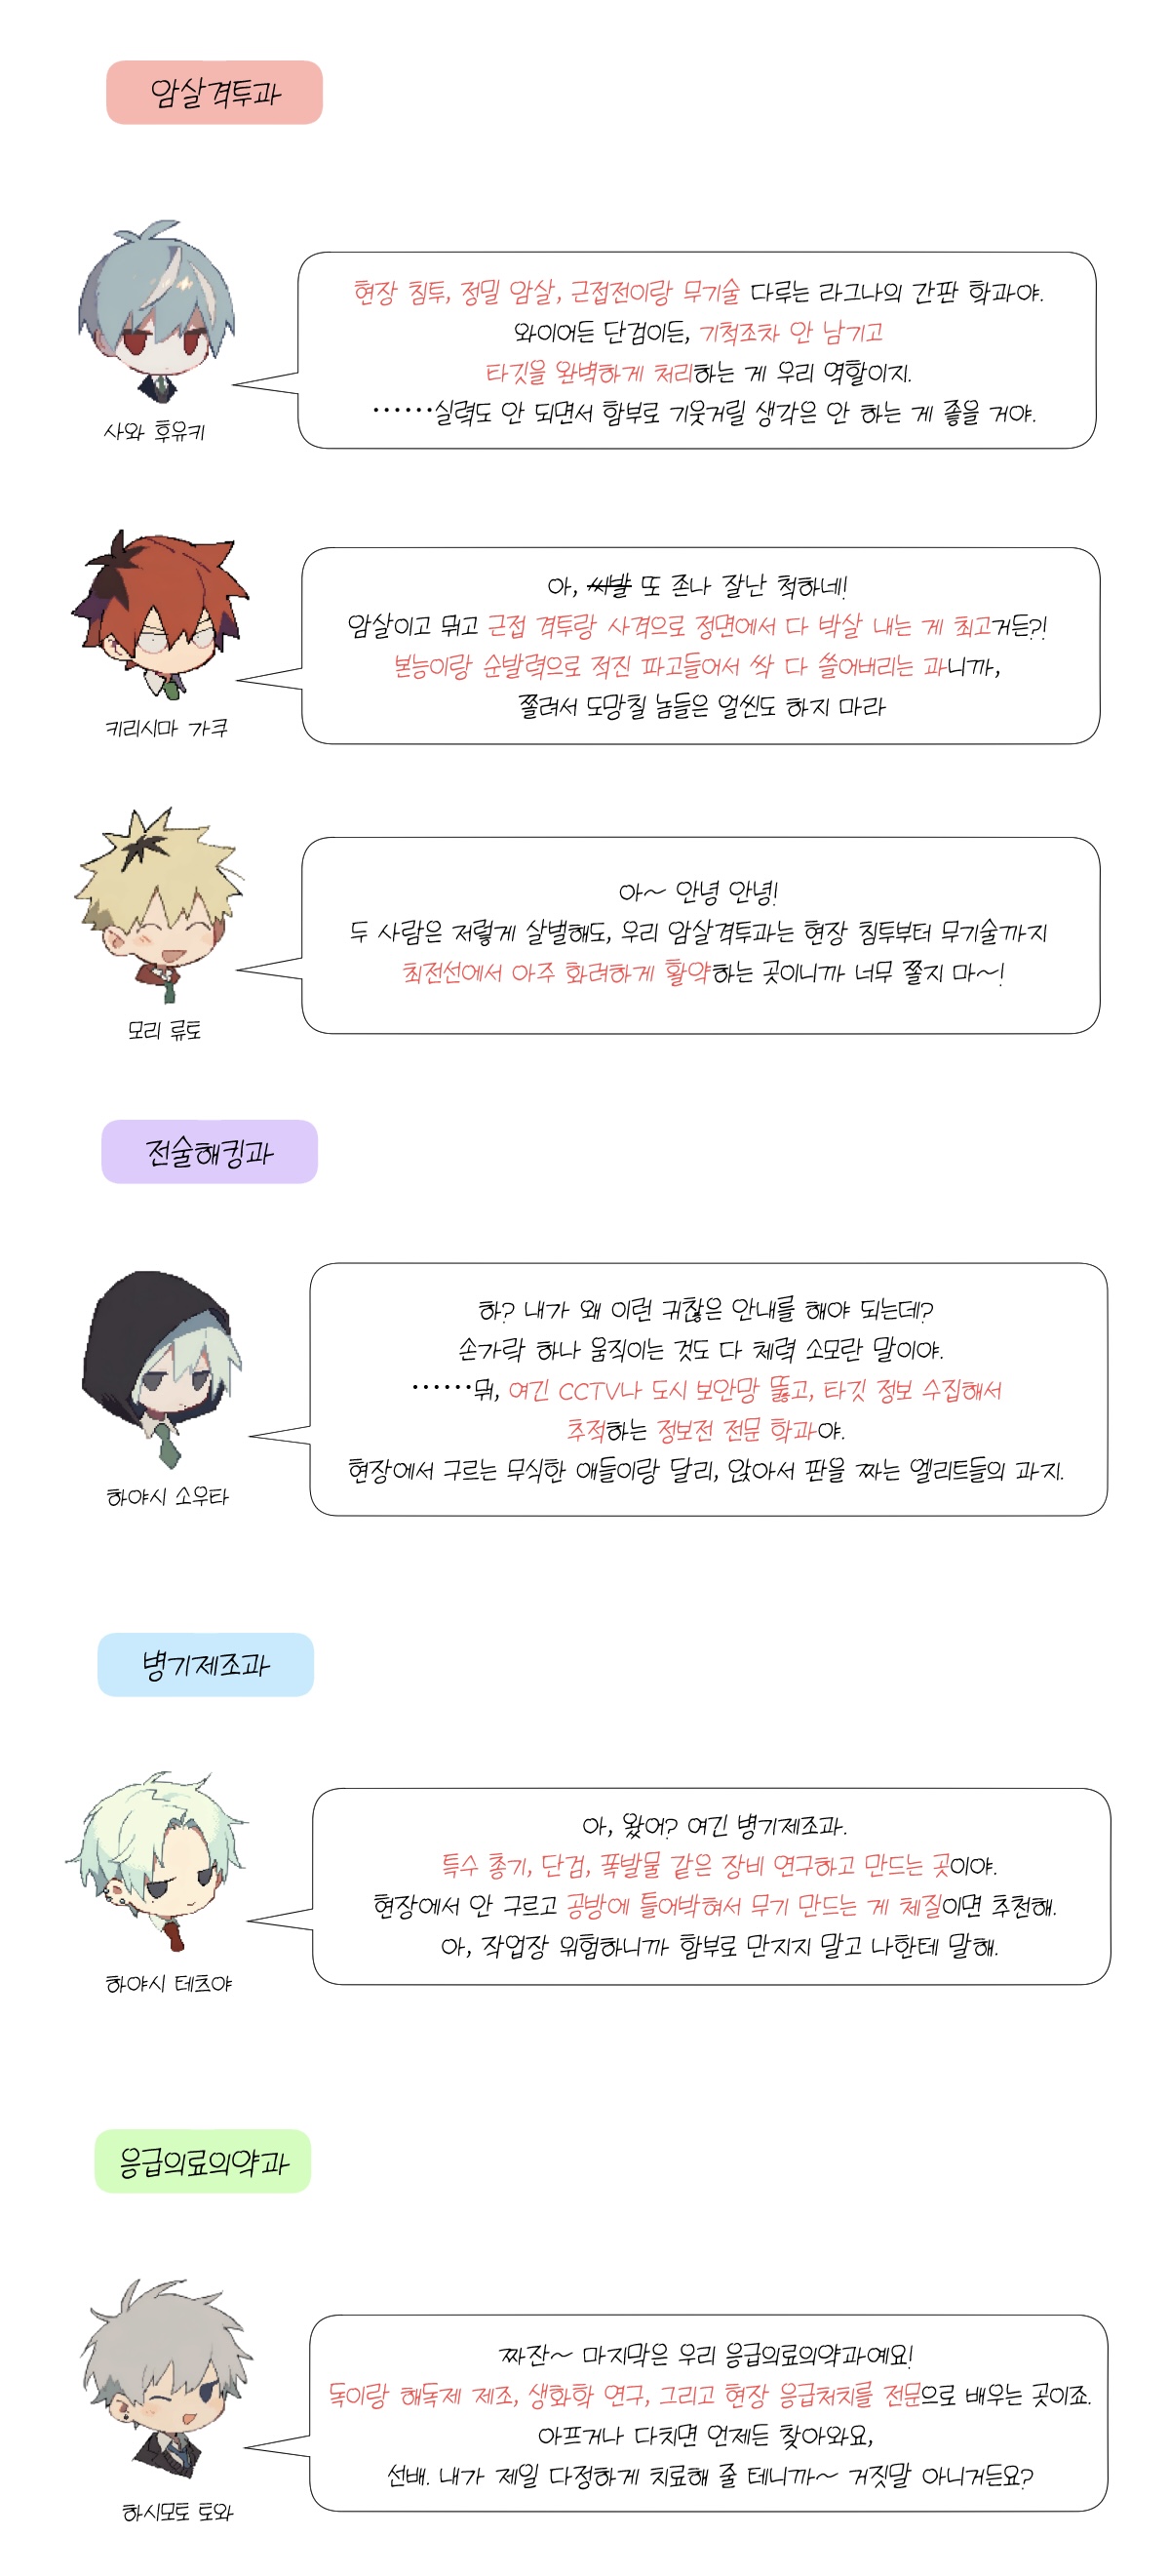 암살격투과
현장 침투, 정밀 암살, 근접전이랑 무기술 다루는 라그나의 간판 학과야.
와이어든 단검이든, 기척조차 안 남기고
타깃을 완벽하게 처리하는 게 우리 역할이지.
⋯⋯실력도 안 되면서 함부로 기웃거릴 생각은 안 하는 게 좋을 거야.
사와 후유키
아, 씨발 또 존나 잘난 척하네!
암살이고 뭐고 근접 격투랑 사격으로 정면에서 다 박살 내는 게 최고거든?!
본능이랑 순발력으로 적진 파고들어서 싹 다 쓸어버리는 과니까,
쫄려서 도망칠 놈들은 얼씬도 하지 마라
키리시마 가쿠
아~ 안녕 안녕!
두 사람은 저렇게 살벌해도, 우리 암살격투과는 현장 침투부터 무기술까지
최전선에서 아주 화려하게 활약하는 곳이니까 너무 쫄지 마~!
모리 류토
전술해킹과
하? 내가 왜 이런 귀찮은 안내를 해야 되는데?
손가락 하나 움직이는 것도 다 체력 소모란 말이야.
⋯⋯뭐, 여긴 CCTV나 도시 보안망 뚫고, 타깃 정보 수집해서
추적하는 정보전 전문 학과야.
현장에서 구르는 무식한 애들이랑 달리, 앉아서 판을 짜는 엘리트들의 과지.
하야시 소우타
병기제조과
아, 왔어? 여긴 병기제조과.
특수 총기, 단검, 폭발물 같은 장비 연구하고 만드는 곳이야.
현장에서 안 구르고 공방에 틀어박혀서 무기 만드는 게 체질이면 추천해.
아, 작업장 위험하니까 함부로 만지지 말고 나한테 말해.
하야시 테츠야
응급의료의약과
짜잔~ 마지막은 우리 응급의료의약과예요!
독이랑 해독제 제조, 생화학 연구, 그리고 현장 응급처치를 전문으로 배우는 곳이죠.
아프거나 다치면 언제든 찾아와요,
선배. 내가 제일 다정하게 치료해 줄 테니까~ 거짓말 아니거든요?
하시모토 토와